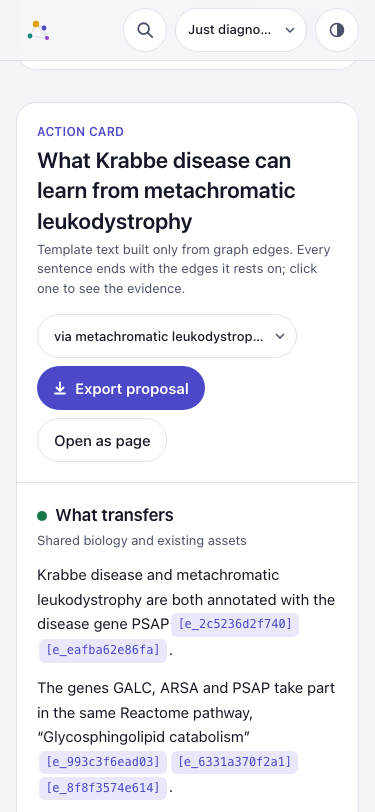 Just diagno...
ACTION CARD
What Krabbe disease can
learn from metachromatic
leukodystrophy
Template text built only from graph edges. Every
sentence ends with the edges it rests on; click
one to see the evidence.
via metachromatic leukodystrop...
Export proposal
Open as page
What transfers
Shared biology and existing assets
Krabbe disease and metachromatic
leukodystrophy are both annotated with the
disease gene PSAP [e_2c5236d2f740]
[e_eafba62e86fa] .
The genes GALC, ARSA and PSAP take part
in the same Reactome pathway,
“Glycosphingolipid catabolism”
[e_993c3f6ead03] [e_6331a370f2a1]
[e_8f8f3574e614] .